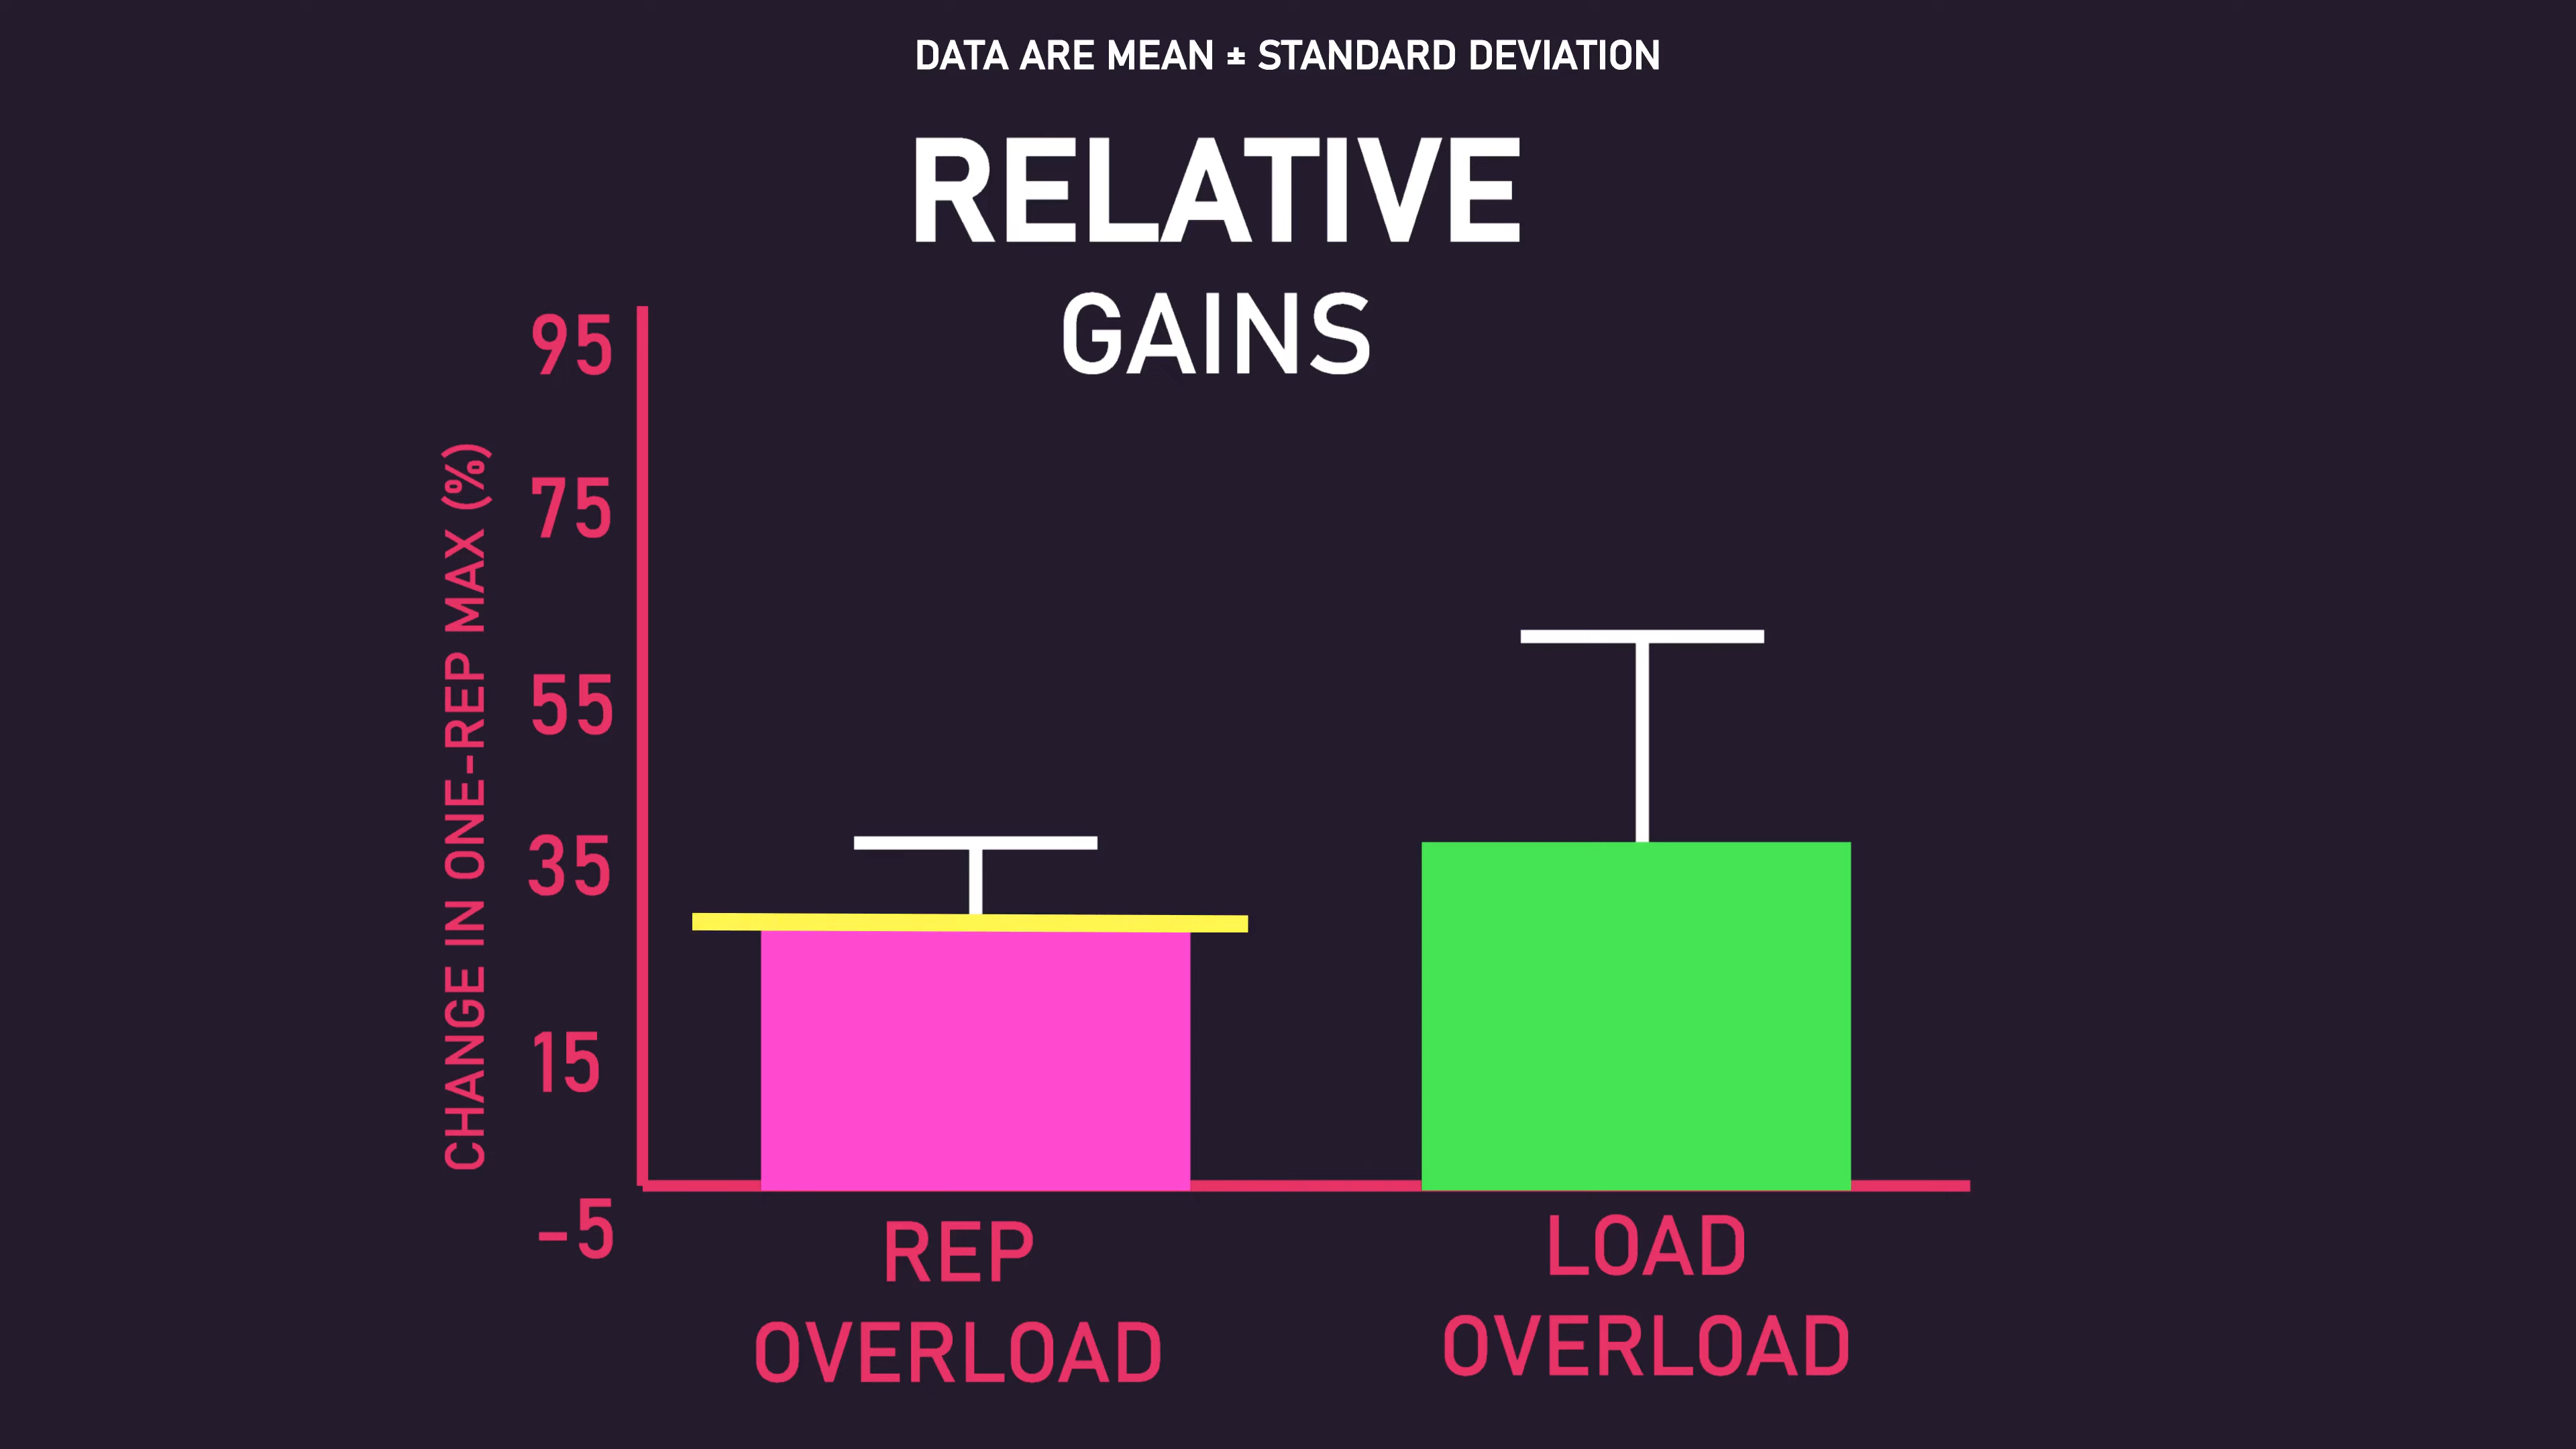 DATA ARE MEAN ± STANDARD DEVIATION
RELATIVE
GAINS
CHANGE IN ONE-REP MAX (%)
95
75
55
35
15
-5
REP
OVERLOAD
LOAD
OVERLOAD